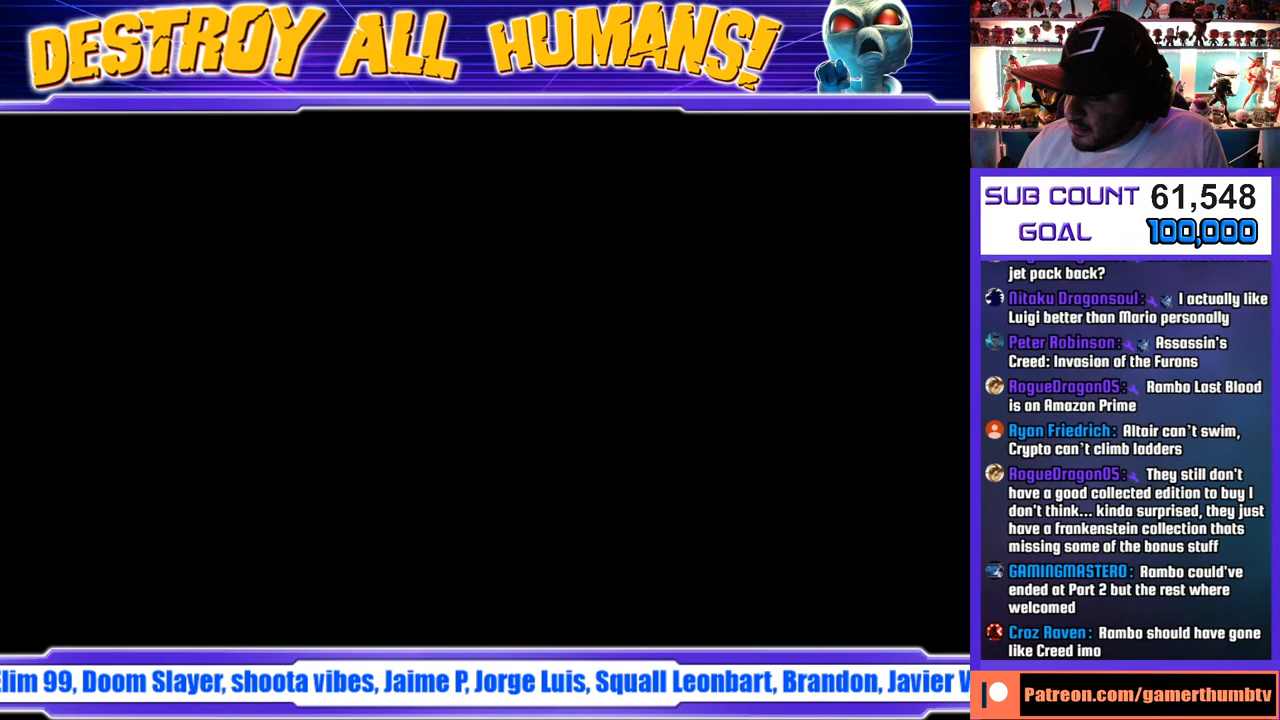 DESTROY ALL HUMANS!
SUB COUNT 61,548
GOAL 100,000
jet pack back?
Nitaku Dragonsoul: I actually like
Luigi better than Mario personally
Peter Robinson: Assassin's
Creed: Invasion of the Furons
RogueDragon05: Rambo Last Blood
is on Amazon Prime
Ryan Friedrich: Altair can't swim,
Crypto can't climb ladders
RogueDragon05: They still don't
have a good collected edition to buy I
don't think... kinda surprised, they just
have a frankenstein collection thats
missing some of the bonus stuff
GAMINGMASTERO: Rambo could've
ended at Part 2 but the rest where
welcomed
Croz Raven: Rambo should have gone
like Creed imo
Elim 99, Doom Slayer, shoota vibes, Jaime P, Jorge Luis, Squall Leonbart, Brandon, Javier
Patreon.com/gamerthumbtv